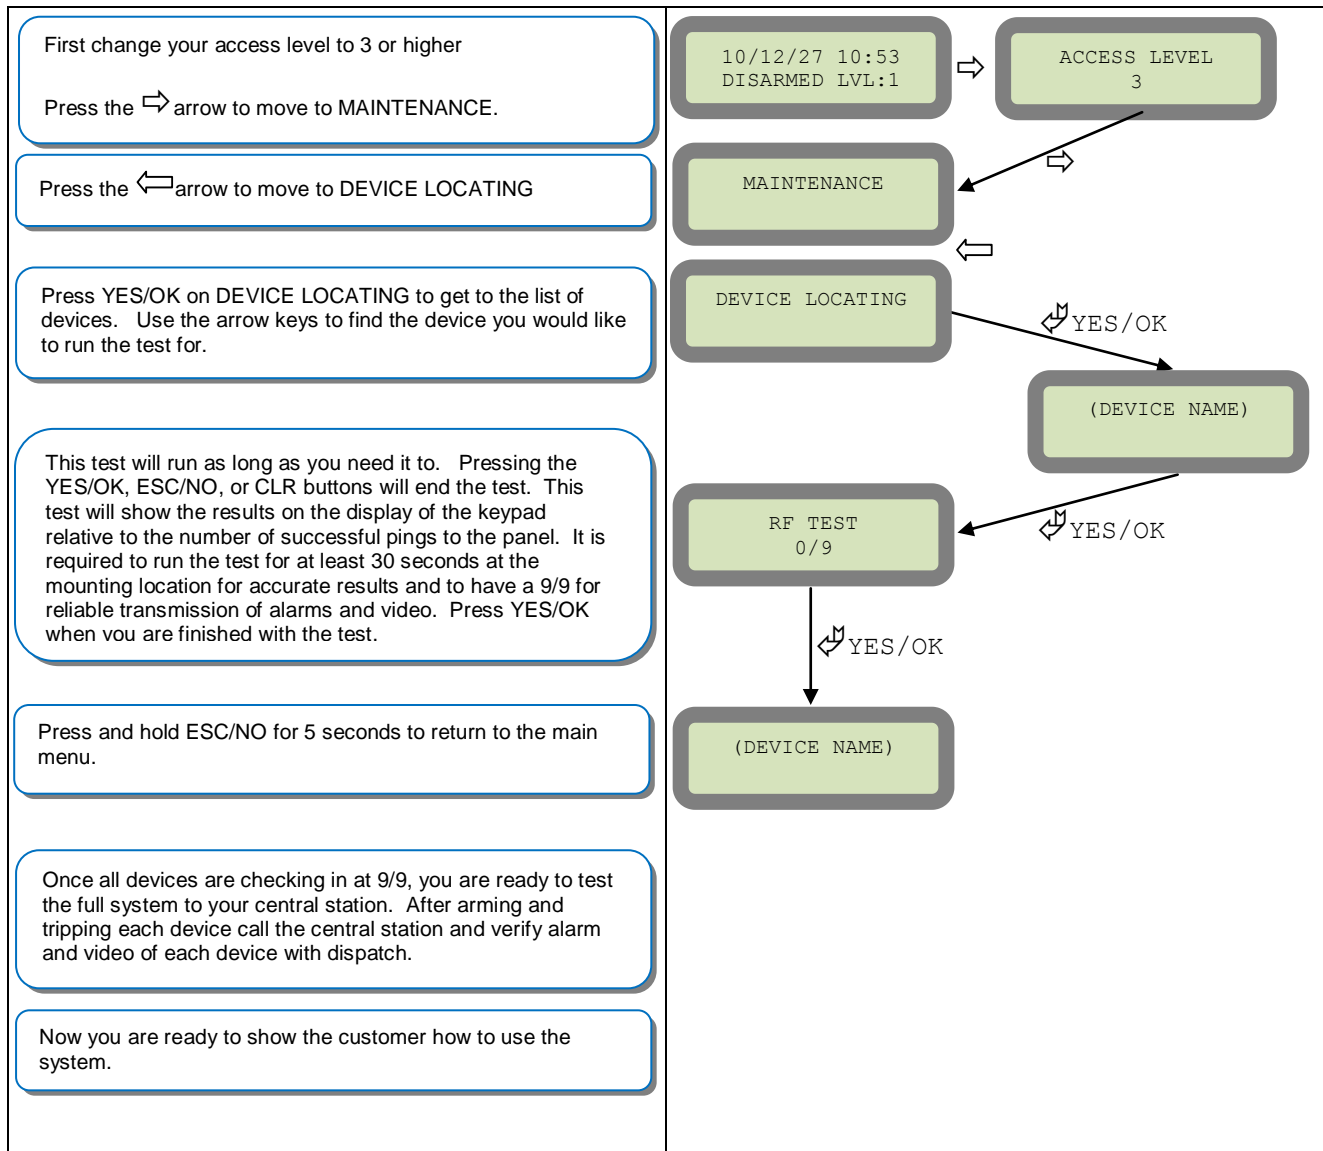 First change your access level to 3 or higher
Press the ⇨ arrow to move to MAINTENANCE.
Press the ⇦ arrow to move to DEVICE LOCATING
Press YES/OK on DEVICE LOCATING to get to the list of
devices. Use the arrow keys to find the device you would like
to run the test for.
This test will run as long as you need it to. Pressing the
YES/OK, ESC/NO, or CLR buttons will end the test. This
test will show the results on the display of the keypad
relative to the number of successful pings to the panel. It is
required to run the test for at least 30 seconds at the
mounting location for accurate results and to have a 9/9 for
reliable transmission of alarms and video. Press YES/OK
when you are finished with the test.
Press and hold ESC/NO for 5 seconds to return to the main
menu.
Once all devices are checking in at 9/9, you are ready to test
the full system to your central station. After arming and
tripping each device call the central station and verify alarm
and video of each device with dispatch.
Now you are ready to show the customer how to use the
system.
10/12/27 10:53
DISARMED LVL:1
ACCESS LEVEL
3
MAINTENANCE
DEVICE LOCATING
YES/OK
(DEVICE NAME)
YES/OK
RF TEST
0/9
YES/OK
(DEVICE NAME)